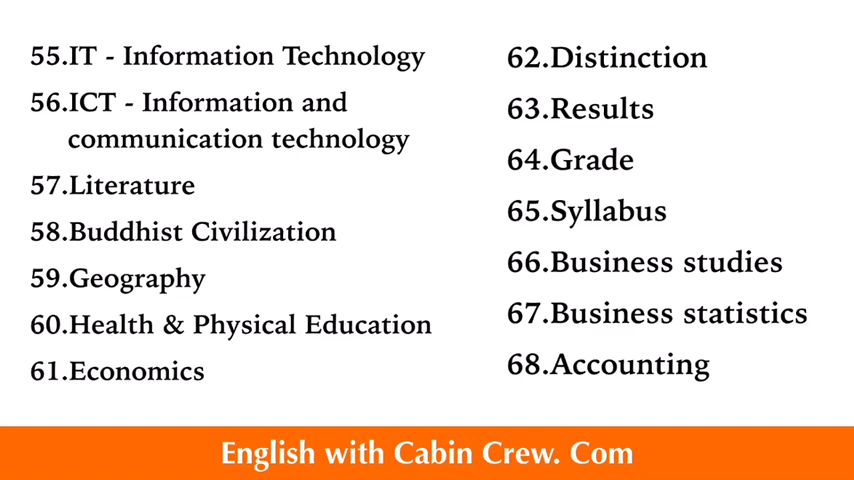 55.IT - Information Technology
56.ICT - Information and
communication technology
57.Literature
58.Buddhist Civilization
59.Geography
60.Health & Physical Education
61.Economics
62.Distinction
63.Results
64.Grade
65.Syllabus
66.Business studies
67.Business statistics
68.Accounting
English with Cabin Crew. Com